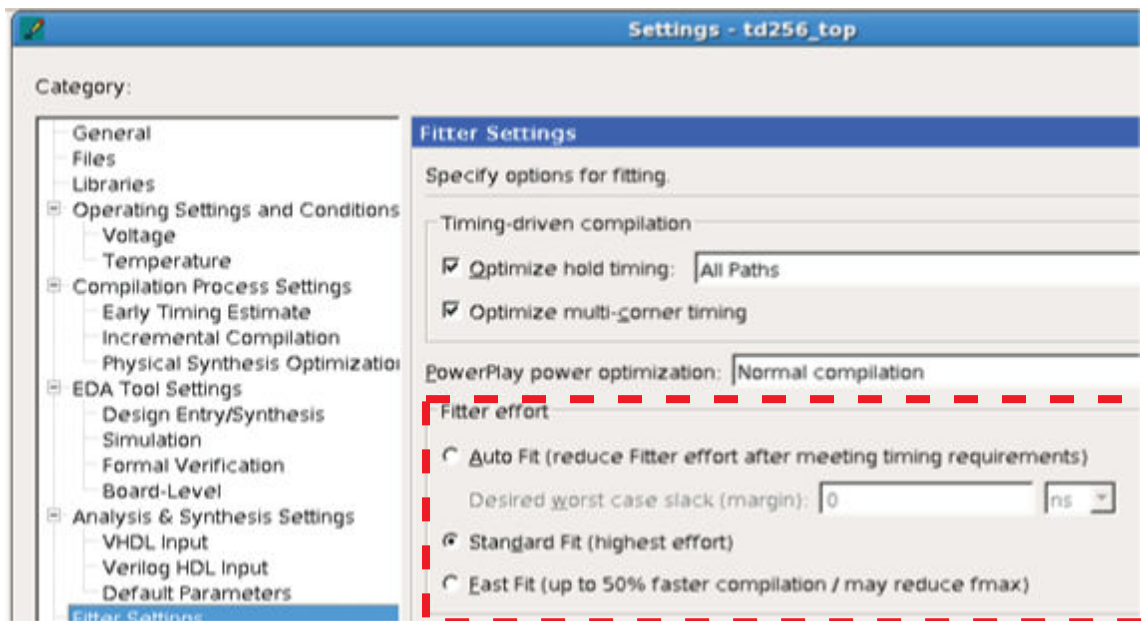 Settings - td256_top
Category:
General
Files
Libraries
Operating Settings and Conditions
Voltage
Temperature
Compilation Process Settings
Early Timing Estimate
Incremental Compilation
Physical Synthesis Optimizatio
EDA Tool Settings
Design Entry/Synthesis
Simulation
Formal Verification
Board-Level
Analysis & Synthesis Settings
VHDL Input
Verilog HDL Input
Default Parameters
Fitter Settings
Fitter Settings
Specify options for fitting.
Timing-driven compilation
Optimize hold timing: All Paths
Optimize multi-corner timing
PowerPlay power optimization: Normal compilation
Fitter effort
Auto Fit (reduce Fitter effort after meeting timing requirements)
Desired worst case slack (margin): 0 ns
Standard Fit (highest effort)
Fast Fit (up to 50% faster compilation / may reduce fmax)